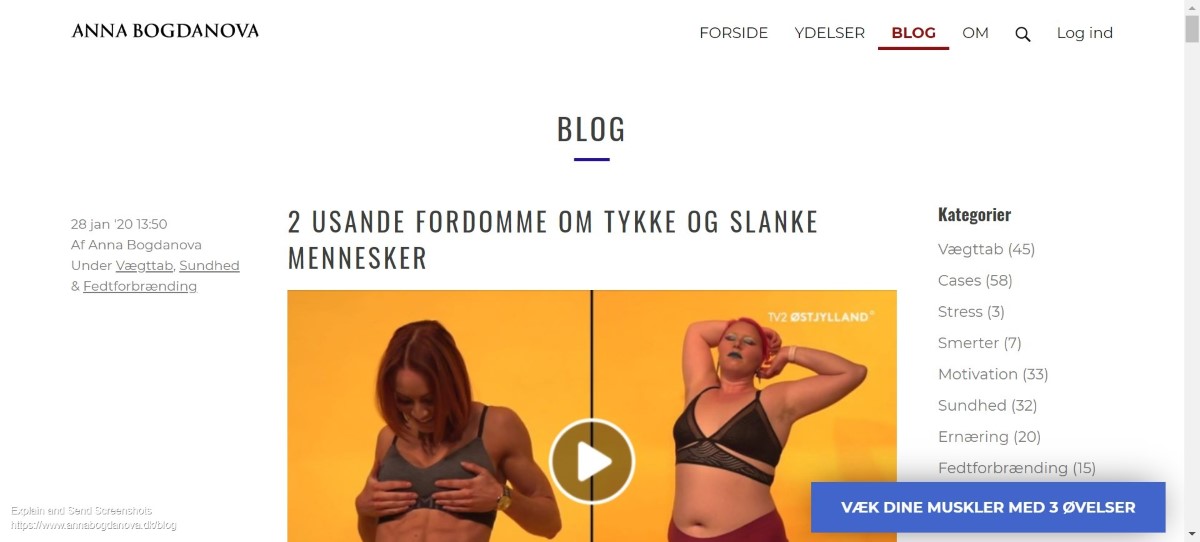 ANNA BOGDANOVA
FORSIDE YDELSER BLOG OM Log ind
BLOG
28 jan '20 13:50
Af Anna Bogdanova
Under Vægttab, Sundhed
& Fedtforbrænding
2 USANDE FORDOMME OM TYKKE OG SLANKE
MENNESKER
TV2 ØSTJYLLAND
Kategorier
Vægttab (45)
Cases (58)
Stress (3)
Smerter (7)
Motivation (33)
Sundhed (32)
Ernæring (20)
Fedtforbrænding (15)
VÆK DINE MUSKLER MED 3 ØVELSER
Explain and Send Screenshots
https://www.annabogdanova.dk/blog